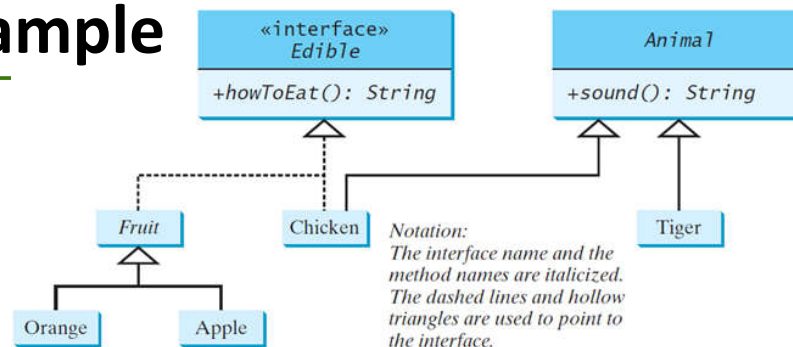 ample
«interface»
Edible
+howToEat(): String
Animal
+sound(): String
Fruit
Chicken
Tiger
Orange
Apple
Notation:
The interface name and the
method names are italicized.
The dashed lines and hollow
triangles are used to point to
the interface.